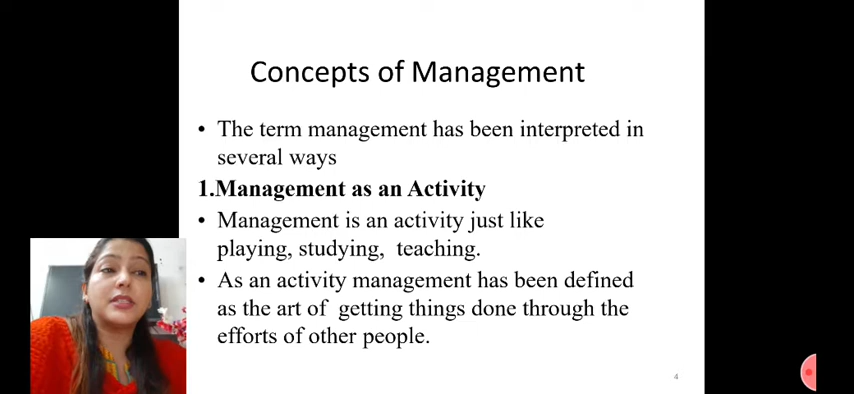 Concepts of Management
• The term management has been interpreted in
several ways
1.Management as an Activity
• Management is an activity just like
playing, studying, teaching.
• As an activity management has been defined
as the art of getting things done through the
efforts of other people.
4